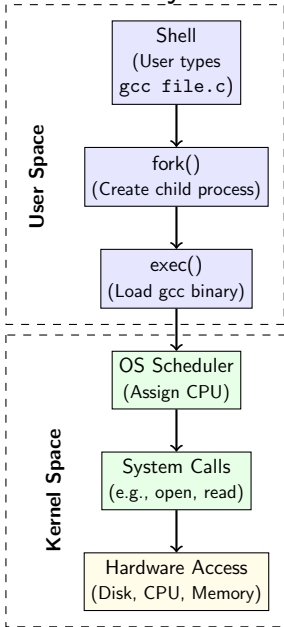 Shell
(User types
gcc file.c)
fork()
(Create child process)
exec()
(Load gcc binary)
User Space
OS Scheduler
(Assign CPU)
System Calls
(e.g., open, read)
Hardware Access
(Disk, CPU, Memory)
Kernel Space